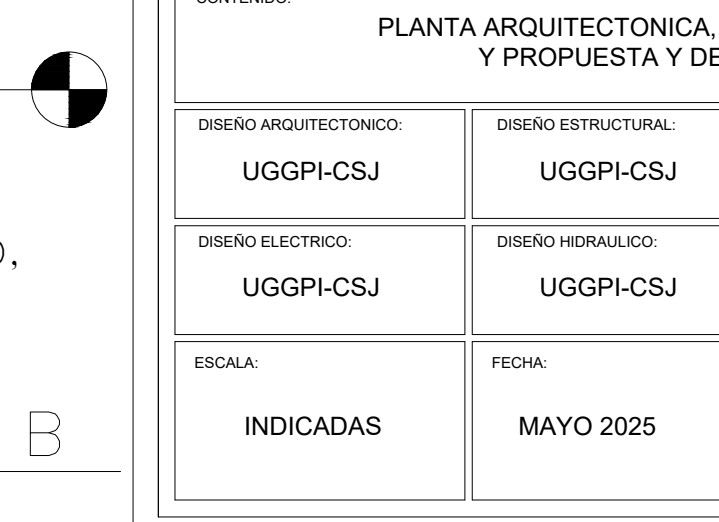 CONTENIDO:
PLANTA ARQUITECTONICA,
Y PROPUESTA Y DE
DISEÑO ARQUITECTONICO:
DISEÑO ESTRUCTURAL:
UGGPI-CSJ
UGGPI-CSJ
DISEÑO ELECTRICO:
DISEÑO HIDRAULICO:
UGGPI-CSJ
UGGPI-CSJ
ESCALA:
FECHA:
INDICADAS
MAYO 2025
B